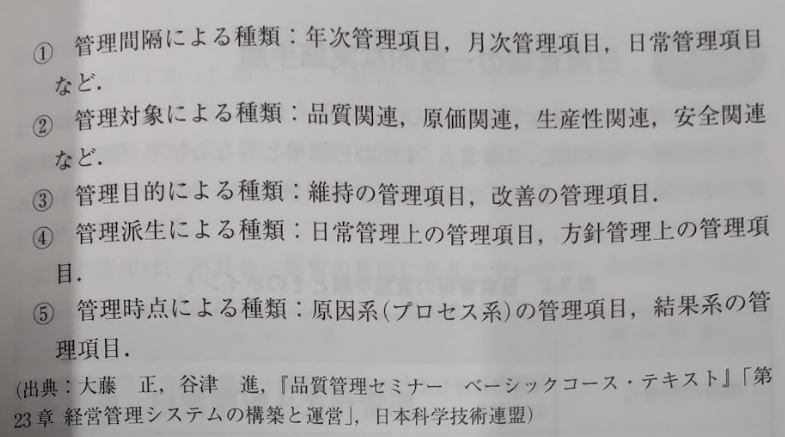 ① 管理間隔による種類：年次管理項目，月次管理項目，日常管理項目
など．
② 管理対象による種類：品質関連，原価関連，生産性関連，安全関連
など．
③ 管理目的による種類：維持の管理項目，改善の管理項目．
④ 管理派生による種類：日常管理上の管理項目，方針管理上の管理項
目．
⑤ 管理時点による種類：原因系(プロセス系)の管理項目，結果系の管
理項目．
(出典：大藤　正，谷津　進，『品質管理セミナー　ベーシックコース・テキスト』「第
23章 経営管理システムの構築と運営」，日本科学技術連盟)